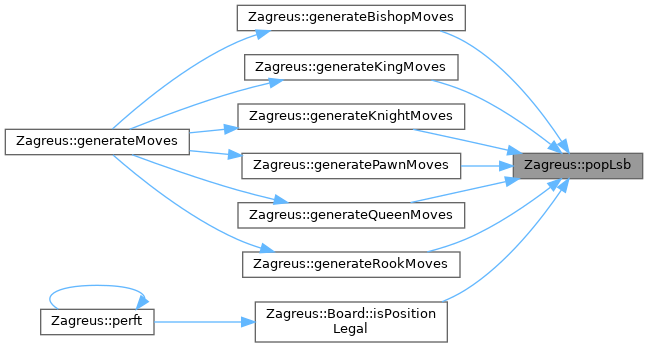 Zagreus::generateBishopMoves
Zagreus::generateKingMoves
Zagreus::generateKnightMoves
Zagreus::generateMoves
Zagreus::generatePawnMoves
Zagreus::popLsb
Zagreus::generateQueenMoves
Zagreus::generateRookMoves
Zagreus::perft
Zagreus::Board::isPosition
Legal